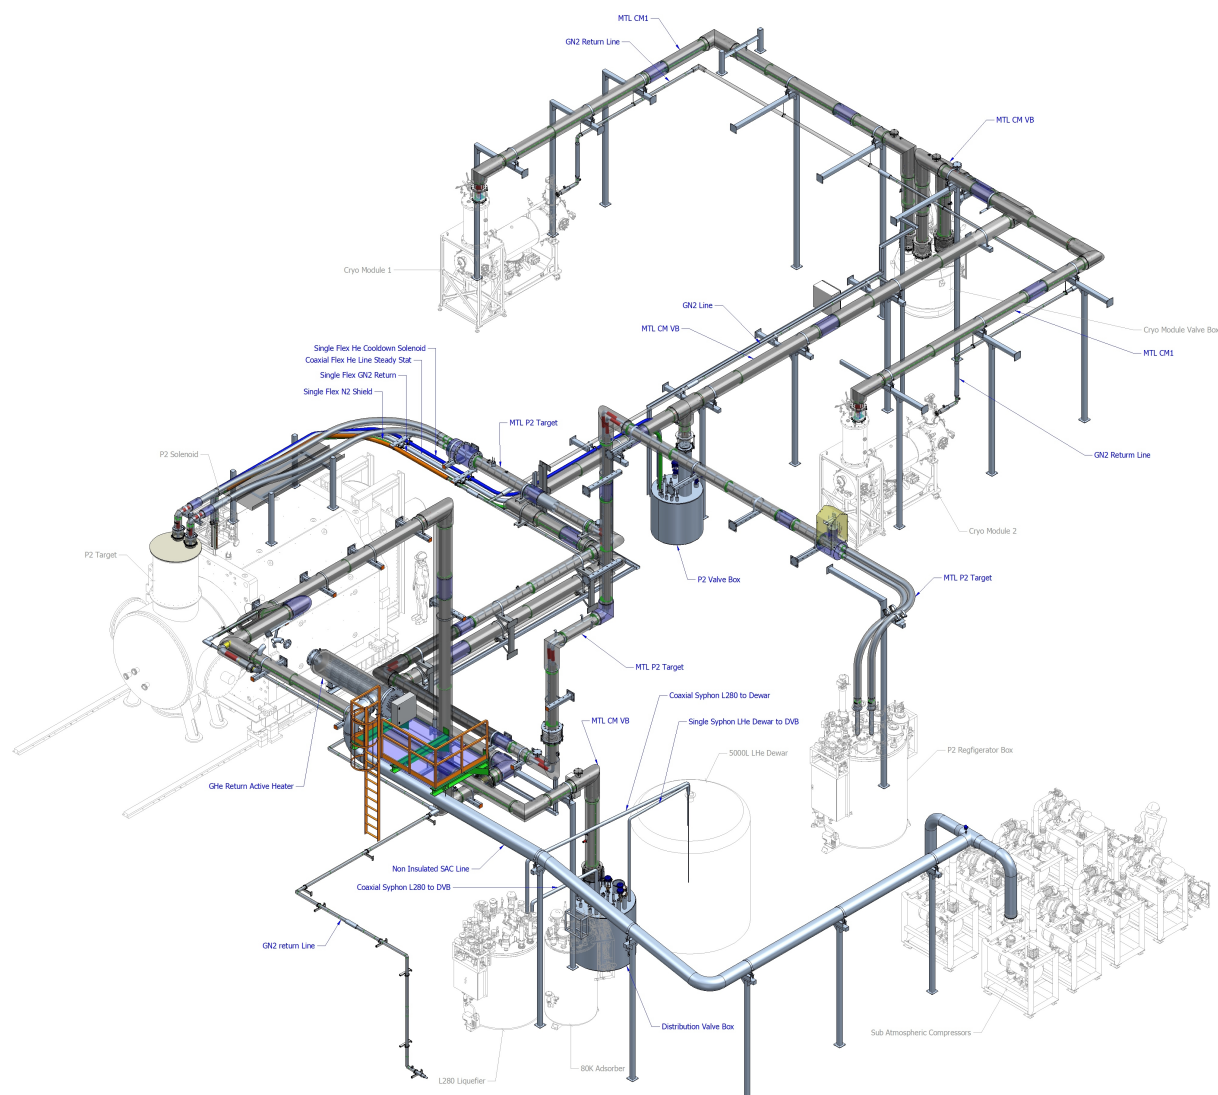 MTL CM1
GN2 Return Line
MTL CM VB
Cryo Module 1
GN2 Line
MTL CM VB
Cryo Module Valve Box
MTL CM1
Single Flex He Cooldown Solenoid
Coaxial Flex He Line Steady Stat
Single Flex GN2 Return
Single Flex N2 Shield
MTL P2 Target
P2 Solenoid
GN2 Returm Line
Cryo Module 2
P2 Target
P2 Valve Box
MTL P2 Target
MTL P2 Target
Coaxial Syphon L280 to Dewar
MTL CM VB
Single Syphon LHe Dewar to DVB
5000L LHe Dewar
P2 Regfigerator Box
GHe Return Active Heater
Non Insulated SAC Line
Coaxial Syphon L280 to DVB
GN2 return Line
Distribution Valve Box
Sub Atmospheric Compressors
80K Adsorber
L280 Liquefier